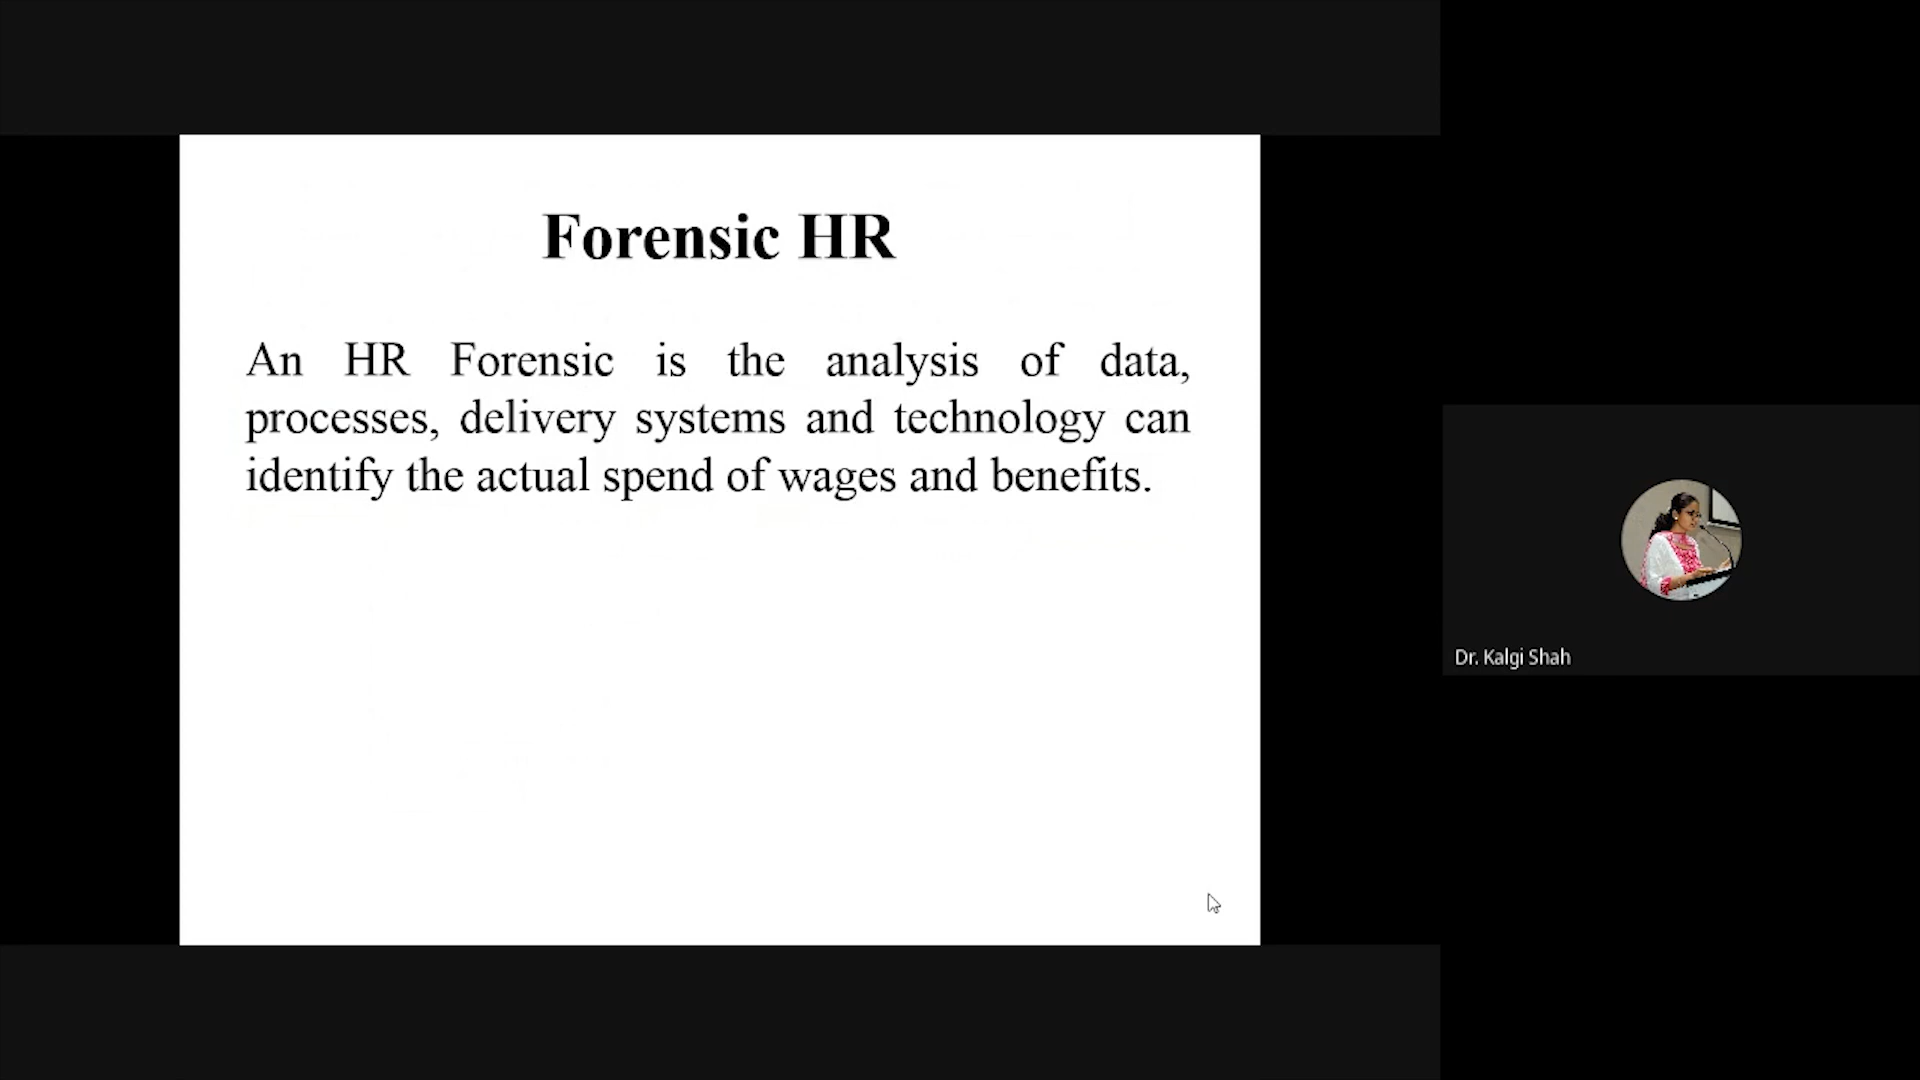 Forensic HR
An HR Forensic is the analysis of data,
processes, delivery systems and technology can
identify the actual spend of wages and benefits.
Dr. Kalgi Shah